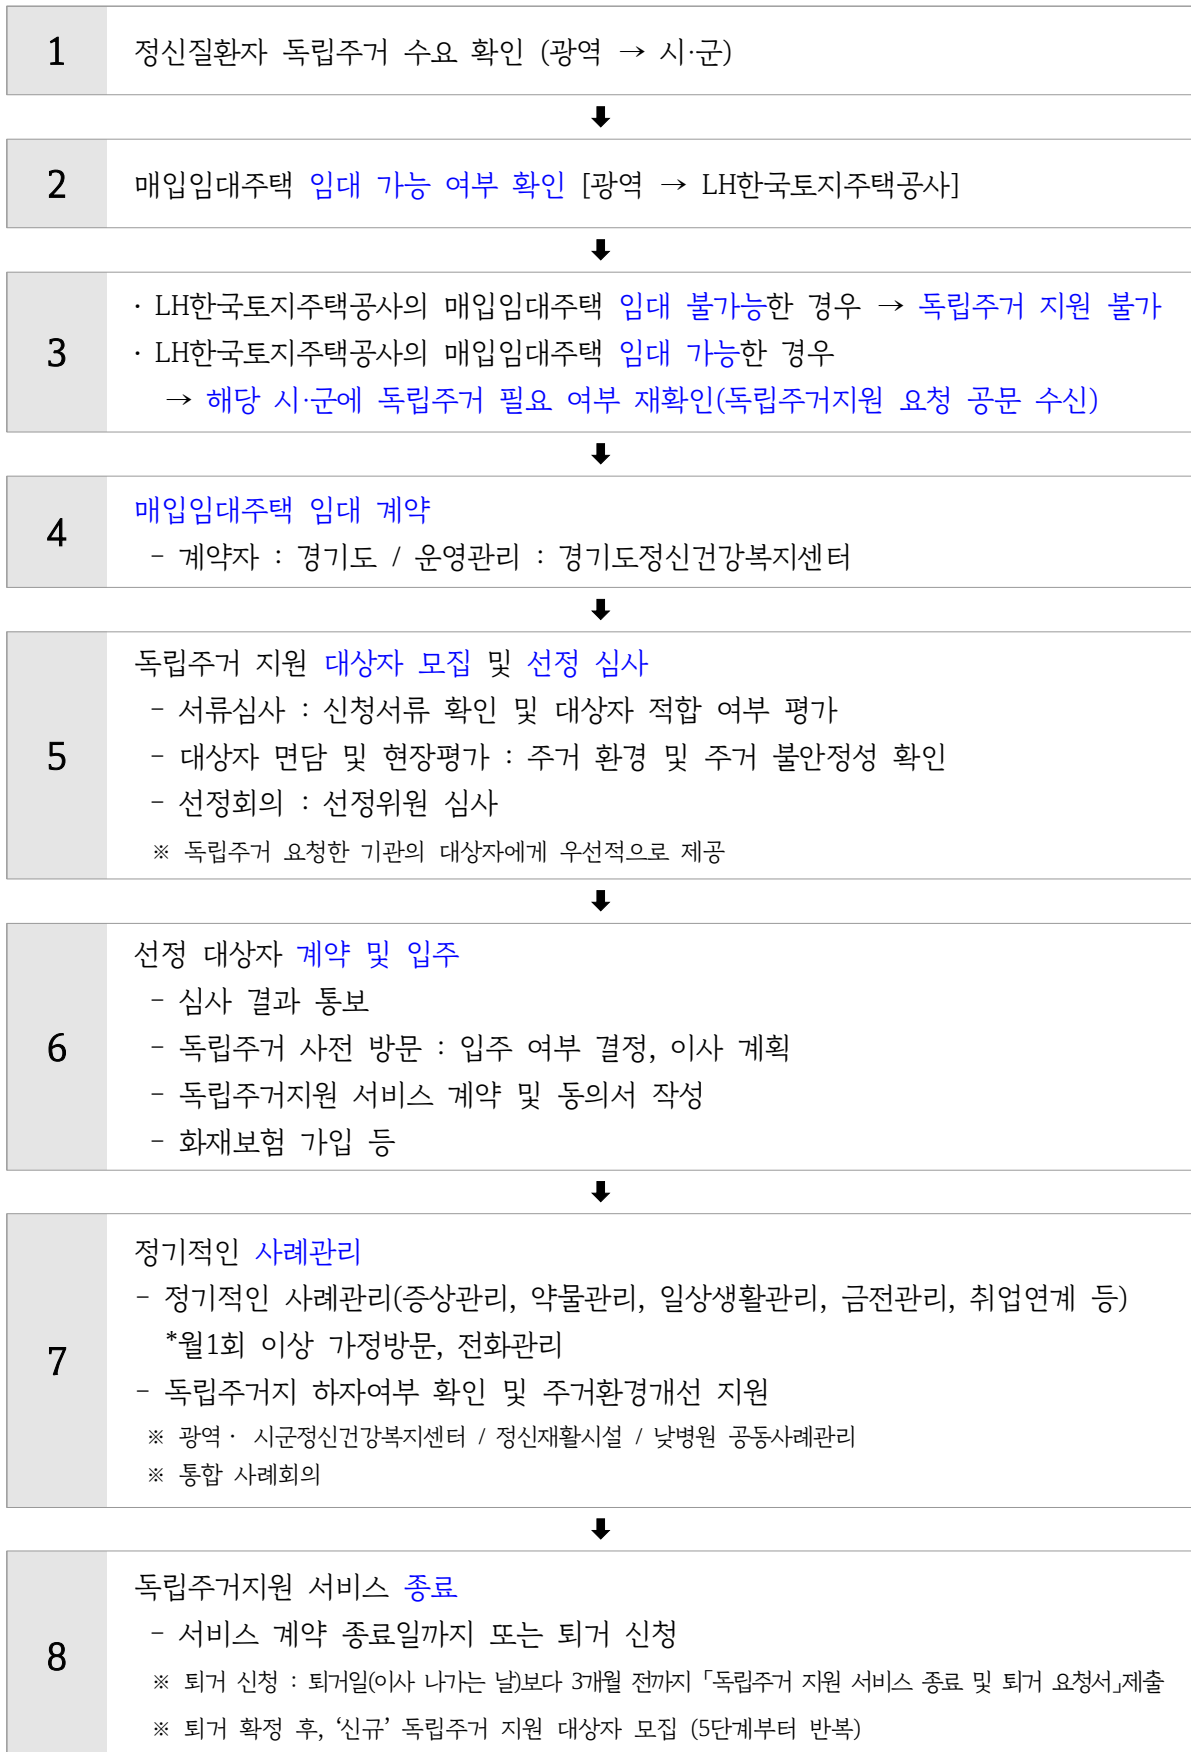 1
정신질환자 독립주거 수요 확인 (광역 → 시·군)
⬇
2
매입임대주택 임대 가능 여부 확인 [광역 → LH한국토지주택공사]
⬇
3
· LH한국토지주택공사의 매입임대주택 임대 불가능한 경우 → 독립주거 지원 불가
· LH한국토지주택공사의 매입임대주택 임대 가능한 경우
→ 해당 시·군에 독립주거 필요 여부 재확인(독립주거지원 요청 공문 수신)
⬇
4
매입임대주택 임대 계약
- 계약자 : 경기도 / 운영관리 : 경기도정신건강복지센터
⬇
5
독립주거 지원 대상자 모집 및 선정 심사
- 서류심사 : 신청서류 확인 및 대상자 적합 여부 평가
- 대상자 면담 및 현장평가 : 주거 환경 및 주거 불안정성 확인
- 선정회의 : 선정위원 심사
※ 독립주거 요청한 기관의 대상자에게 우선적으로 제공
⬇
6
선정 대상자 계약 및 입주
- 심사 결과 통보
- 독립주거 사전 방문 : 입주 여부 결정, 이사 계획
- 독립주거지원 서비스 계약 및 동의서 작성
- 화재보험 가입 등
⬇
7
정기적인 사례관리
- 정기적인 사례관리(증상관리, 약물관리, 일상생활관리, 금전관리, 취업연계 등)
*월1회 이상 가정방문, 전화관리
- 독립주거지 하자여부 확인 및 주거환경개선 지원
※ 광역· 시군정신건강복지센터 / 정신재활시설 / 낮병원 공동사례관리
※ 통합 사례회의
⬇
8
독립주거지원 서비스 종료
- 서비스 계약 종료일까지 또는 퇴거 신청
※ 퇴거 신청 : 퇴거일(이사 나가는 날)보다 3개월 전까지 「독립주거 지원 서비스 종료 및 퇴거 요청서」제출
※ 퇴거 확정 후, ‘신규’ 독립주거 지원 대상자 모집 (5단계부터 반복)